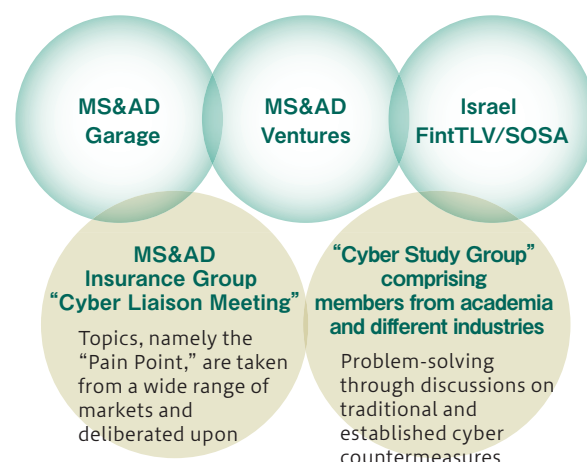 MS&AD
Garage
MS&AD
Ventures
Israel
FintTLV/SOSA
MS&AD
Insurance Group
“Cyber Liaison Meeting”
Topics, namely the
“Pain Point,” are taken
from a wide range of
markets and
deliberated upon
“Cyber Study Group”
comprising
members from academia
and different industries
Problem-solving
through discussions on
traditional and
established cyber
countermeasures